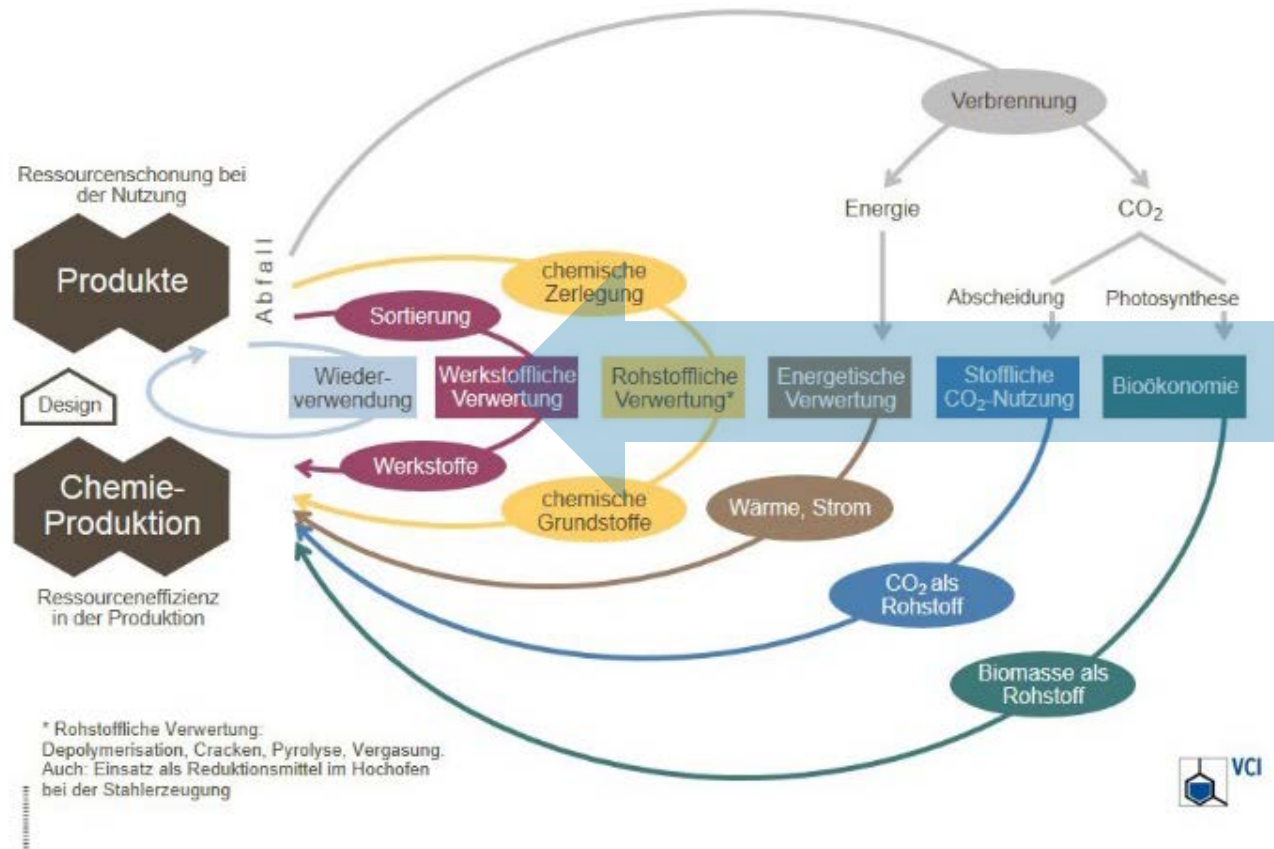 Verbrennung
Ressourcenschonung bei
der Nutzung
Produkte
Abfall
Energie
CO₂
chemische
Zerlegung
Abscheidung
Photosynthese
Sortierung
Wieder-
verwendung
Werkstoffliche
Verwertung
Rohstoffliche
Verwertung*
Energetische
Verwertung
Stoffliche
CO₂-Nutzung
Bioökonomie
Design
Werkstoffe
Chemie-
Produktion
chemische
Grundstoffe
Wärme, Strom
Ressourceneffizienz
in der Produktion
CO₂ als
Rohstoff
Biomasse als
Rohstoff
* Rohstoffliche Verwertung:
Depolymerisation, Cracken, Pyrolyse, Vergasung.
Auch: Einsatz als Reduktionsmittel im Hochofen
bei der Stahlerzeugung
VCI